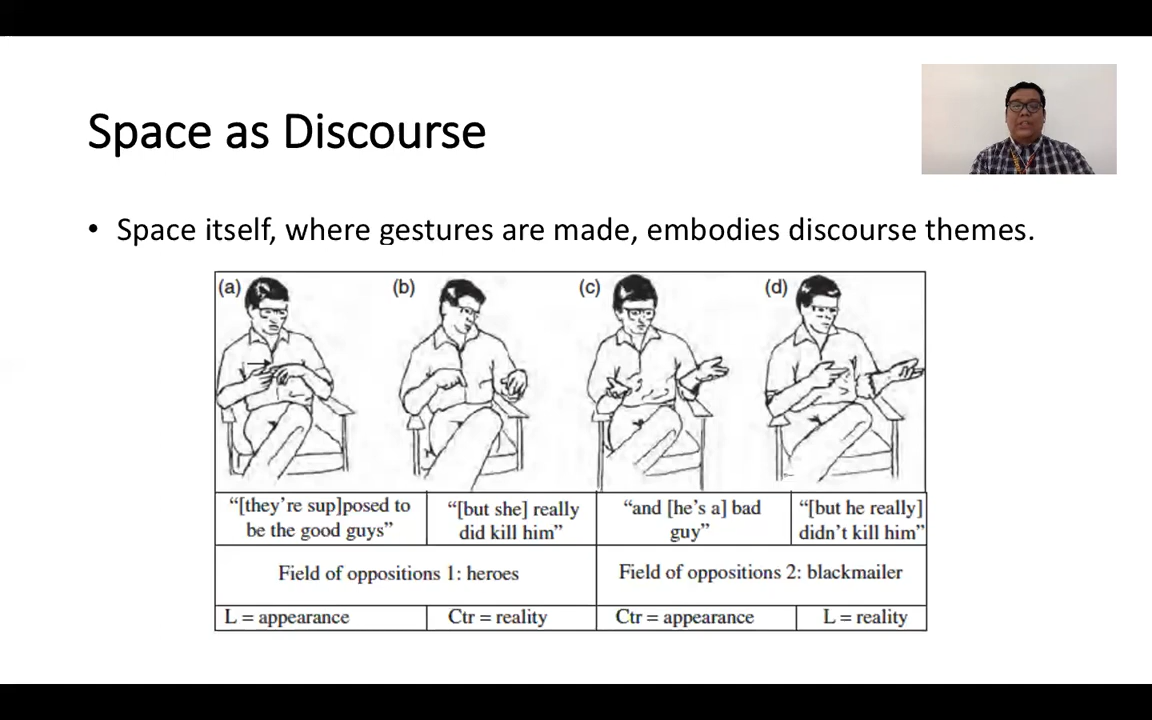 Space as Discourse
• Space itself, where gestures are made, embodies discourse themes.
(a) (b) (c) (d)
“[they’re sup]posed to be the good guys”
“[but she] really did kill him”
“and [he’s a] bad guy”
“[but he really] didn’t kill him”
Field of oppositions 1: heroes
Field of oppositions 2: blackmailer
L = appearance
Ctr = reality
Ctr = appearance
L = reality